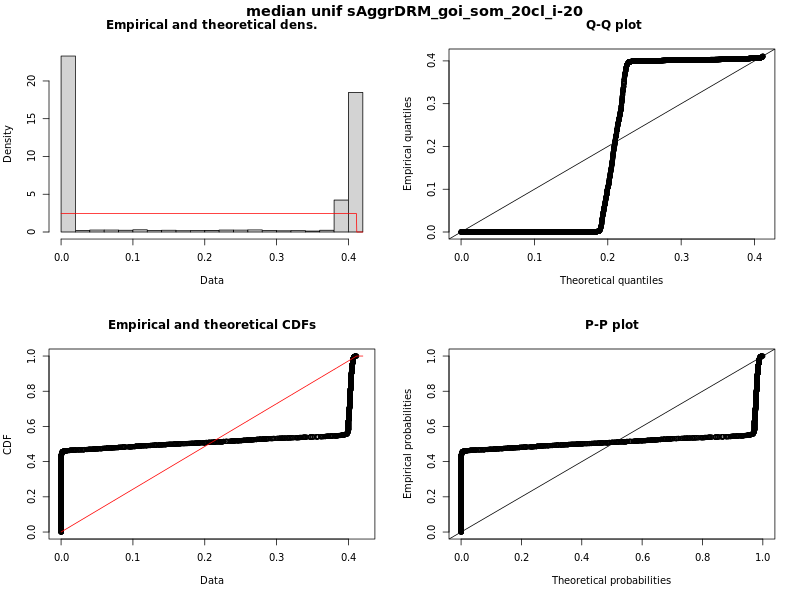 median unif sAggrDRM_goi_som_20cl_i-20
Empirical and theoretical dens.
Density
0 5 10 15 20
0.0 0.1 0.2 0.3 0.4
Data
Q-Q plot
Empirical quantiles
0.0 0.1 0.2 0.3 0.4
0.0 0.1 0.2 0.3 0.4
Theoretical quantiles
Empirical and theoretical CDFs
CDF
0.0 0.2 0.4 0.6 0.8 1.0
0.0 0.1 0.2 0.3 0.4
Data
P-P plot
Empirical probabilities
0.0 0.2 0.4 0.6 0.8 1.0
0.0 0.2 0.4 0.6 0.8 1.0
Theoretical probabilities